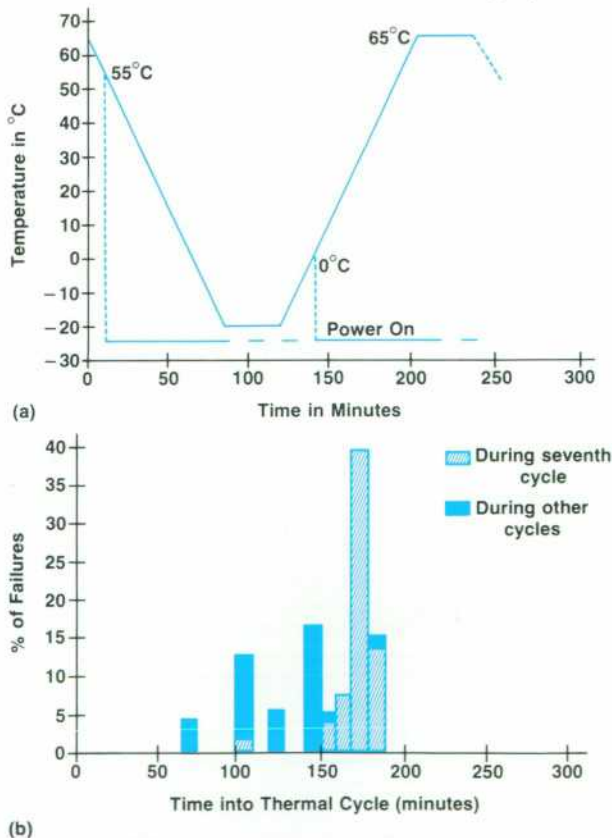 70
60
50
40
30
20
10
0
−10
−20
−30
Temperature in °C
55°C
65°C
0°C
Power On
0 50 100 150 200 250 300
(a)
Time in Minutes
40
35
30
25
20
15
10
5
0
% of Failures
During seventh
cycle
During other
cycles
0 50 100 150 200 250 300
Time into Thermal Cycle (minutes)
(b)